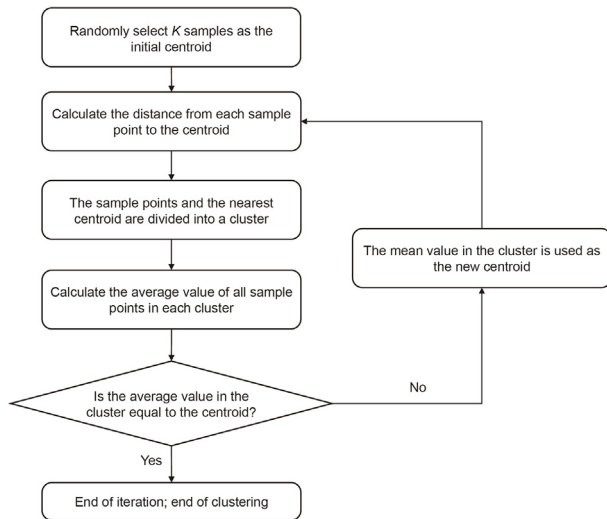 Randomly select K samples as the
initial centroid
Calculate the distance from each sample
point to the centroid
The sample points and the nearest
centroid are divided into a cluster
The mean value in the cluster is used as
the new centroid
Calculate the average value of all sample
points in each cluster
Is the average value in the
cluster equal to the centroid?
No
Yes
End of iteration; end of clustering